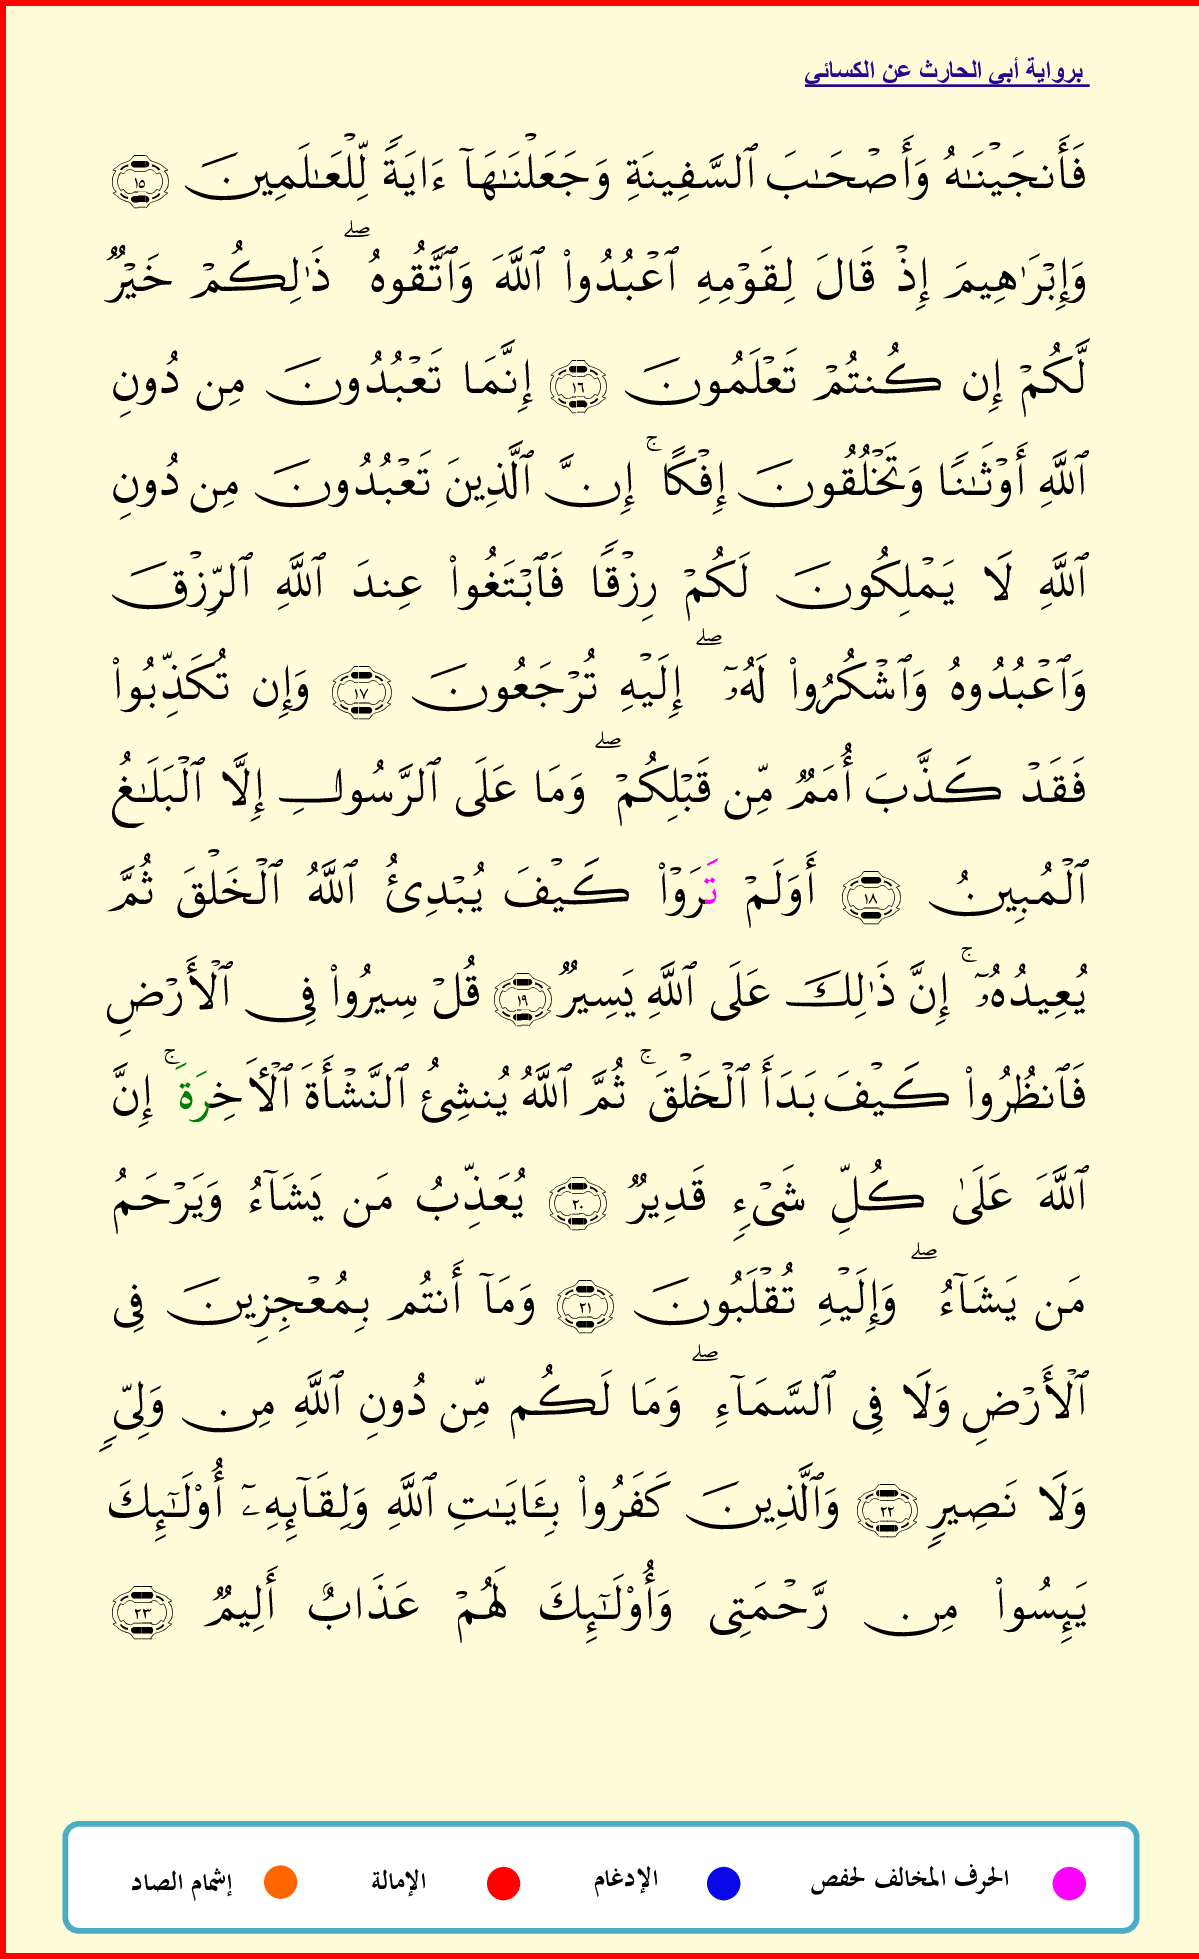 برواية أبي الحارث عن الكسائي
فَأَنجَيْنَـٰهُ وَأَصْحَـٰبَ ٱلسَّفِينَةِ وَجَعَلْنَـٰهَآ ءَايَةً لِّلْعَـٰلَمِينَ ١٥
وَإِبْرَٰهِيمَ إِذْ قَالَ لِقَوْمِهِ ٱعْبُدُوا۟ ٱللَّهَ وَٱتَّقُوهُ ۖ ذَٰلِكُمْ خَيْرٌ
لَّكُمْ إِن كُنتُمْ تَعْلَمُونَ ١٦ إِنَّمَا تَعْبُدُونَ مِن دُونِ
ٱللَّهِ أَوْثَـٰنًا وَتَخْلُقُونَ إِفْكًا ۚ إِنَّ ٱلَّذِينَ تَعْبُدُونَ مِن دُونِ
ٱللَّهِ لَا يَمْلِكُونَ لَكُمْ رِزْقًا فَٱبْتَغُوا۟ عِندَ ٱللَّهِ ٱلرِّزْقَ
وَٱعْبُدُوهُ وَٱشْكُرُوا۟ لَهُۥٓ ۖ إِلَيْهِ تُرْجَعُونَ ١٧ وَإِن تُكَذِّبُوا۟
فَقَدْ كَذَّبَ أُمَمٌ مِّن قَبْلِكُمْ ۖ وَمَا عَلَى ٱلرَّسُولِ إِلَّا ٱلْبَلَـٰغُ
ٱلْمُبِينُ ١٨ أَوَلَمْ تَرَوْا۟ كَيْفَ يُبْدِئُ ٱللَّهُ ٱلْخَلْقَ ثُمَّ
يُعِيدُهُۥٓ ۚ إِنَّ ذَٰلِكَ عَلَى ٱللَّهِ يَسِيرٌ ١٩ قُلْ سِيرُوا۟ فِى ٱلْأَرْضِ
فَٱنظُرُوا۟ كَيْفَ بَدَأَ ٱلْخَلْقَ ۚ ثُمَّ ٱللَّهُ يُنشِئُ ٱلنَّشْأَةَ ٱلْـَٔاخِرَةَ ۚ إِنَّ
ٱللَّهَ عَلَىٰ كُلِّ شَىْءٍ قَدِيرٌ ٢٠ يُعَذِّبُ مَن يَشَآءُ وَيَرْحَمُ
مَن يَشَآءُ ۖ وَإِلَيْهِ تُقْلَبُونَ ٢١ وَمَآ أَنتُم بِمُعْجِزِينَ فِى
ٱلْأَرْضِ وَلَا فِى ٱلسَّمَآءِ ۖ وَمَا لَكُم مِّن دُونِ ٱللَّهِ مِن وَلِىٍّ
وَلَا نَصِيرٍ ٢٢ وَٱلَّذِينَ كَفَرُوا۟ بِـَٔايَـٰتِ ٱللَّهِ وَلِقَآئِهِۦٓ أُو۟لَـٰٓئِكَ
يَئِسُوا۟ مِن رَّحْمَتِى وَأُو۟لَـٰٓئِكَ لَهُمْ عَذَابٌ أَلِيمٌ ٢٣
الحرف المخالف لحفص الإدغام الإمالة إشمام الصاد